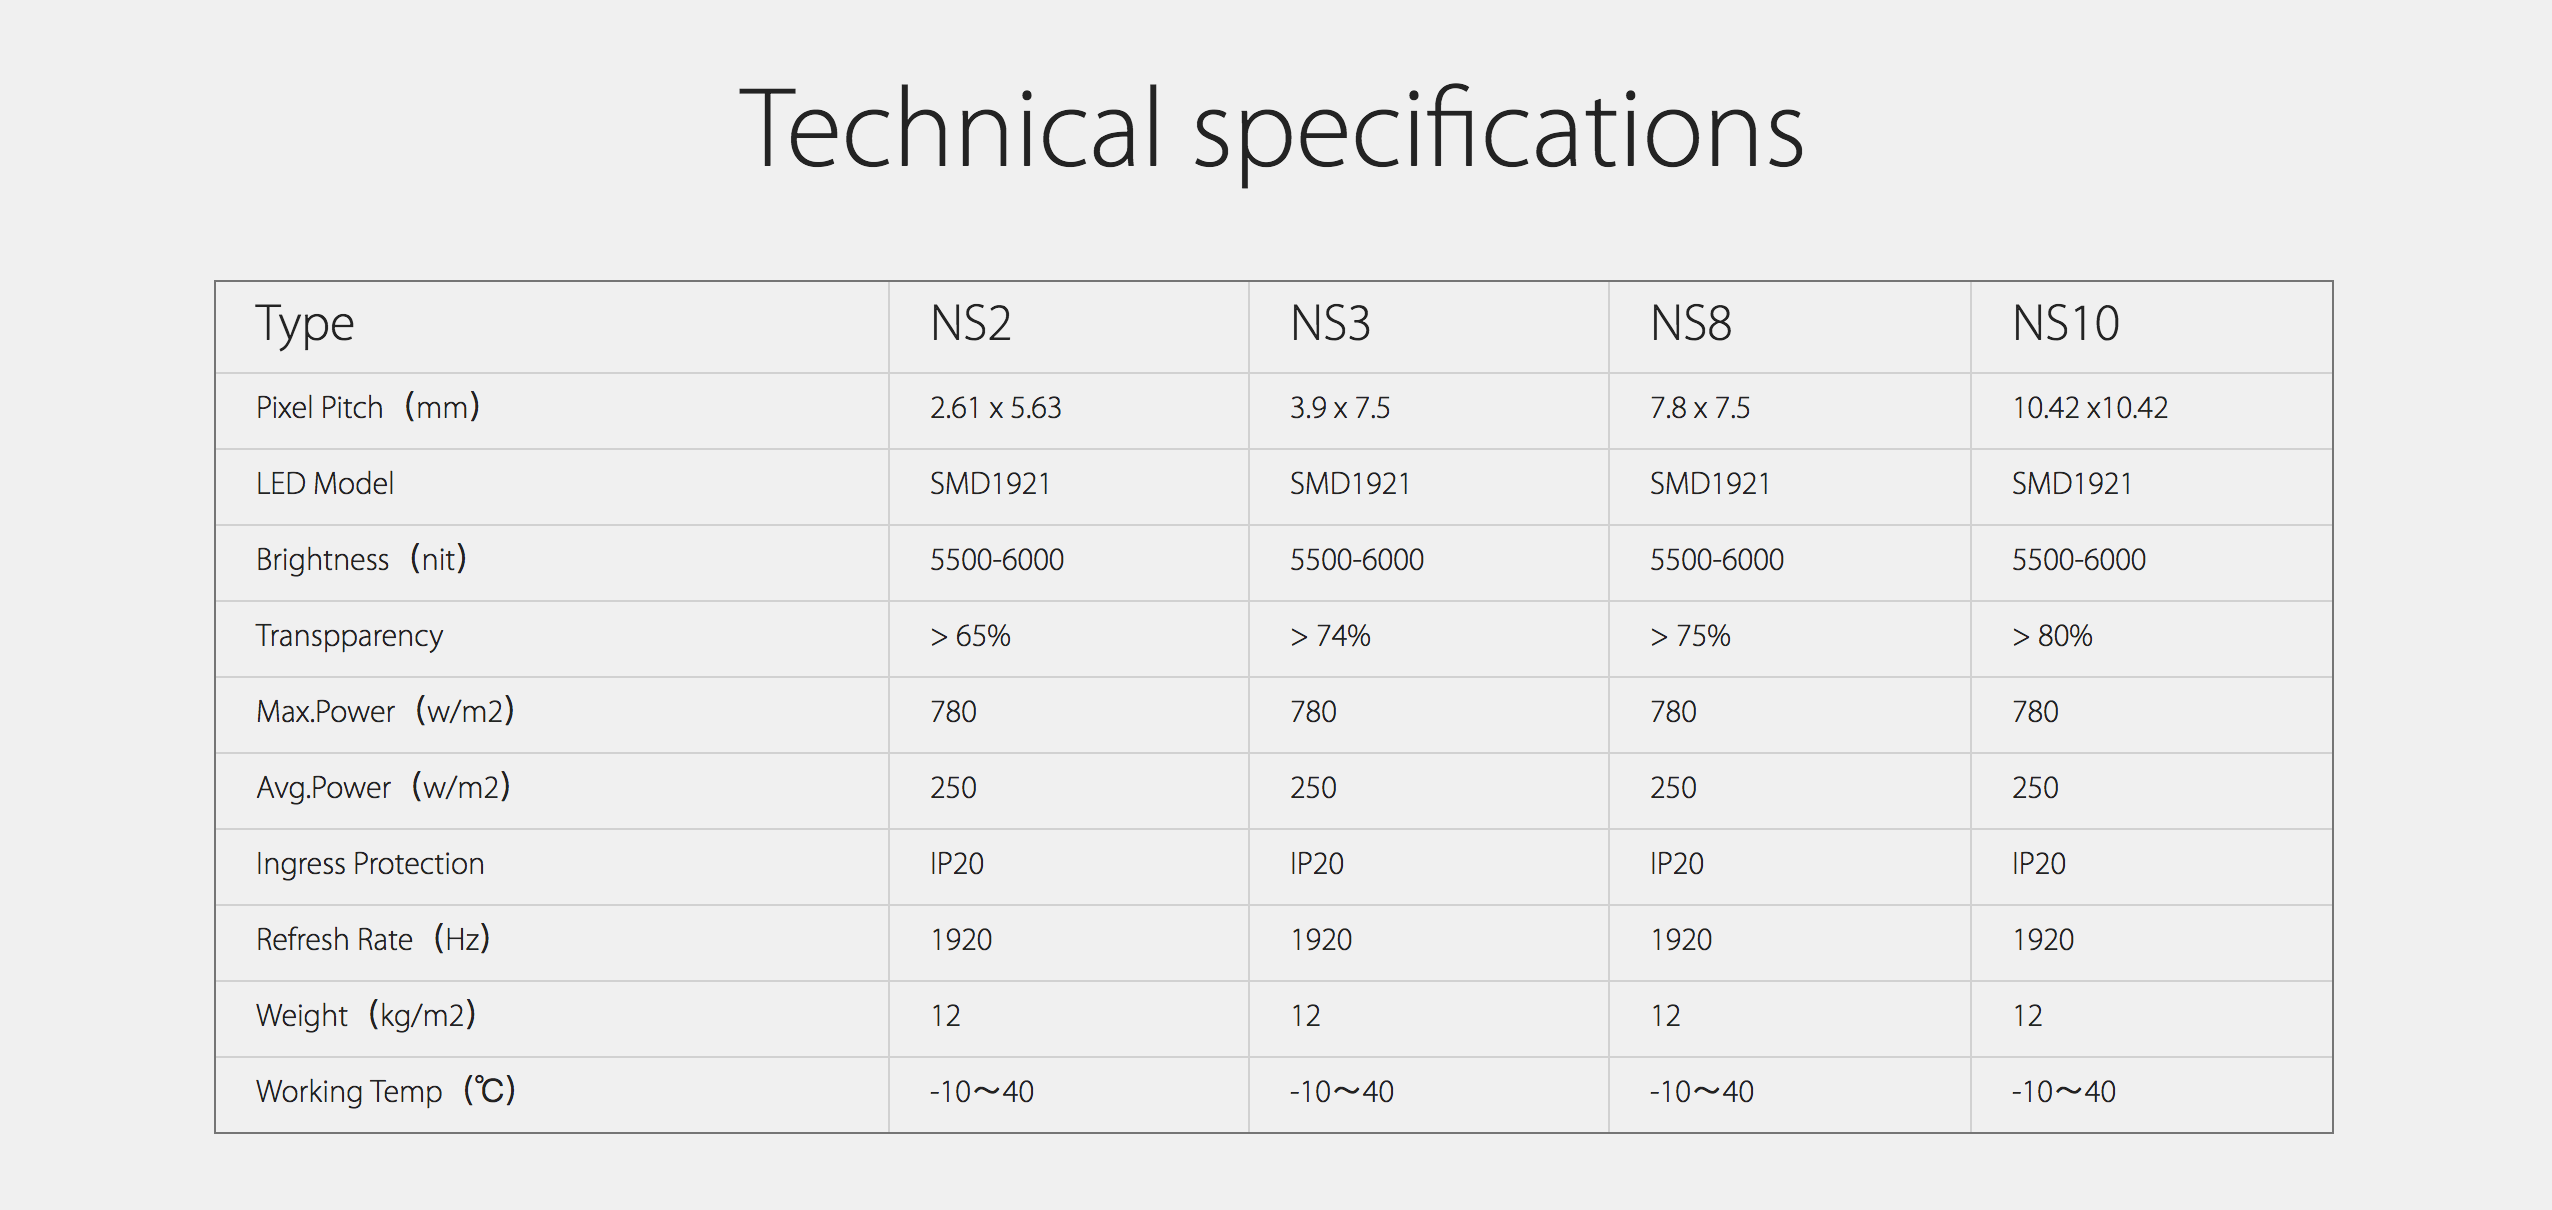 Technical specifications
Type NS2 NS3 NS8 NS10
Pixel Pitch（mm） 2.61 x 5.63 3.9 x 7.5 7.8 x 7.5 10.42 x10.42
LED Model SMD1921 SMD1921 SMD1921 SMD1921
Brightness（nit） 5500-6000 5500-6000 5500-6000 5500-6000
Transpparency > 65% > 74% > 75% > 80%
Max.Power（w/m2） 780 780 780 780
Avg.Power（w/m2） 250 250 250 250
Ingress Protection IP20 IP20 IP20 IP20
Refresh Rate（Hz） 1920 1920 1920 1920
Weight（kg/m2） 12 12 12 12
Working Temp（℃） -10～40 -10～40 -10～40 -10～40